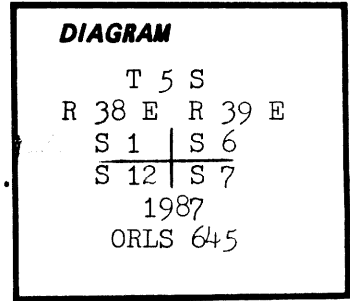 DIAGRAM
T 5 S
R 38 E R 39 E
S 1 S 6
S 12 S 7
1987
ORLS 645